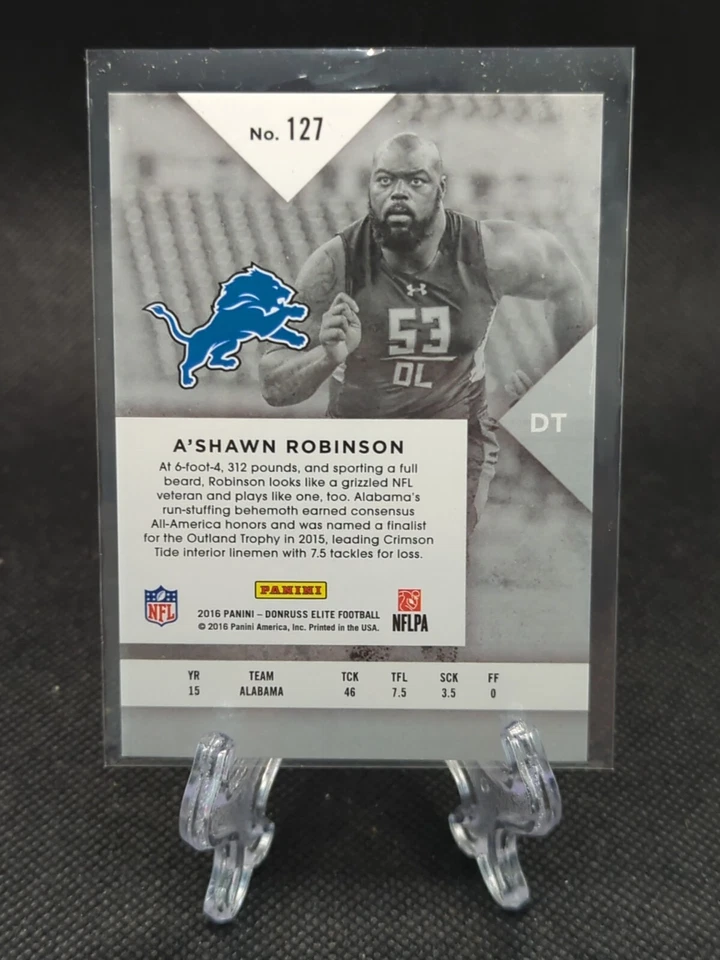 No. 127
53
DL
DT
A'SHAWN ROBINSON
At 6-foot-4, 312 pounds, and sporting a full
beard, Robinson looks like a grizzled NFL
veteran and plays like one, too. Alabama's
run-stuffing behemoth earned consensus
All-America honors and was named a finalist
for the Outland Trophy in 2015, leading Crimson
Tide interior linemen with 7.5 tackles for loss.
NFL
PANINI
2016 PANINI – DONRUSS ELITE FOOTBALL
© 2016 Panini America, Inc. Printed in the USA.
NFLPA
YR TEAM TCK TFL SCK FF
15 ALABAMA 46 7.5 3.5 0